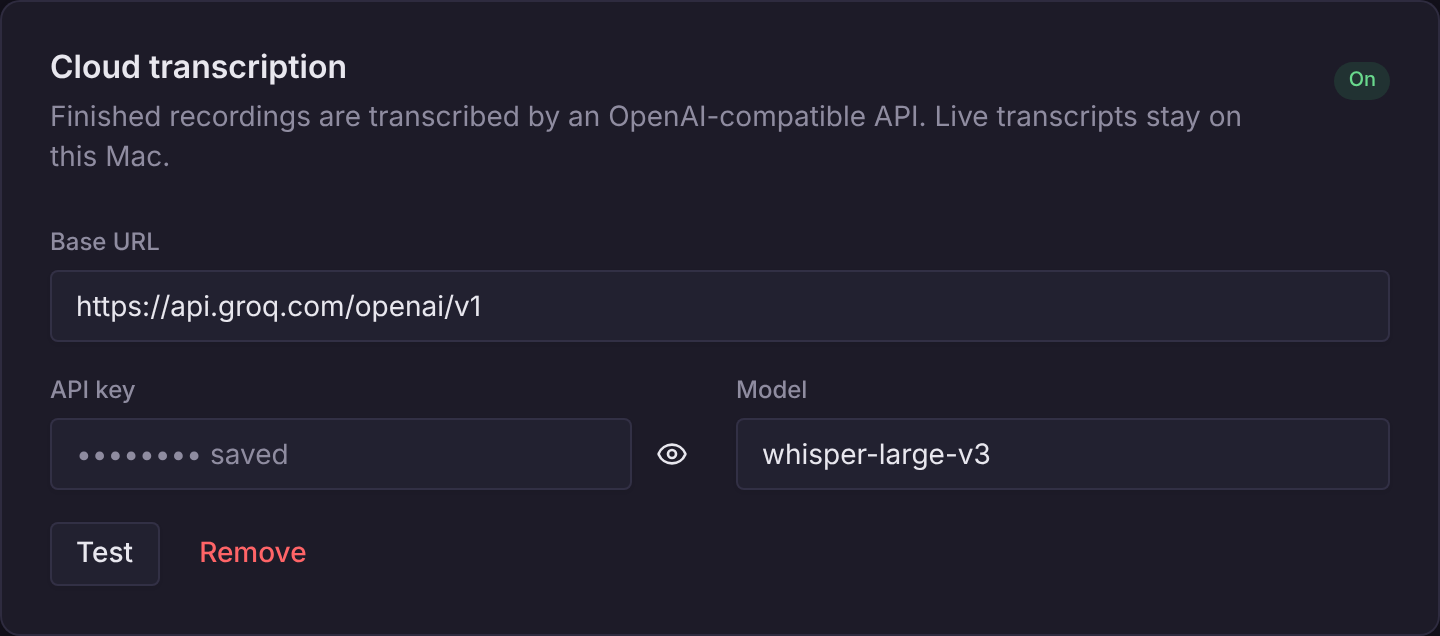 Cloud transcription
On
Finished recordings are transcribed by an OpenAI-compatible API. Live transcripts stay on
this Mac.
Base URL
https://api.groq.com/openai/v1
API key
Model
•••••••• saved
whisper-large-v3
Test
Remove